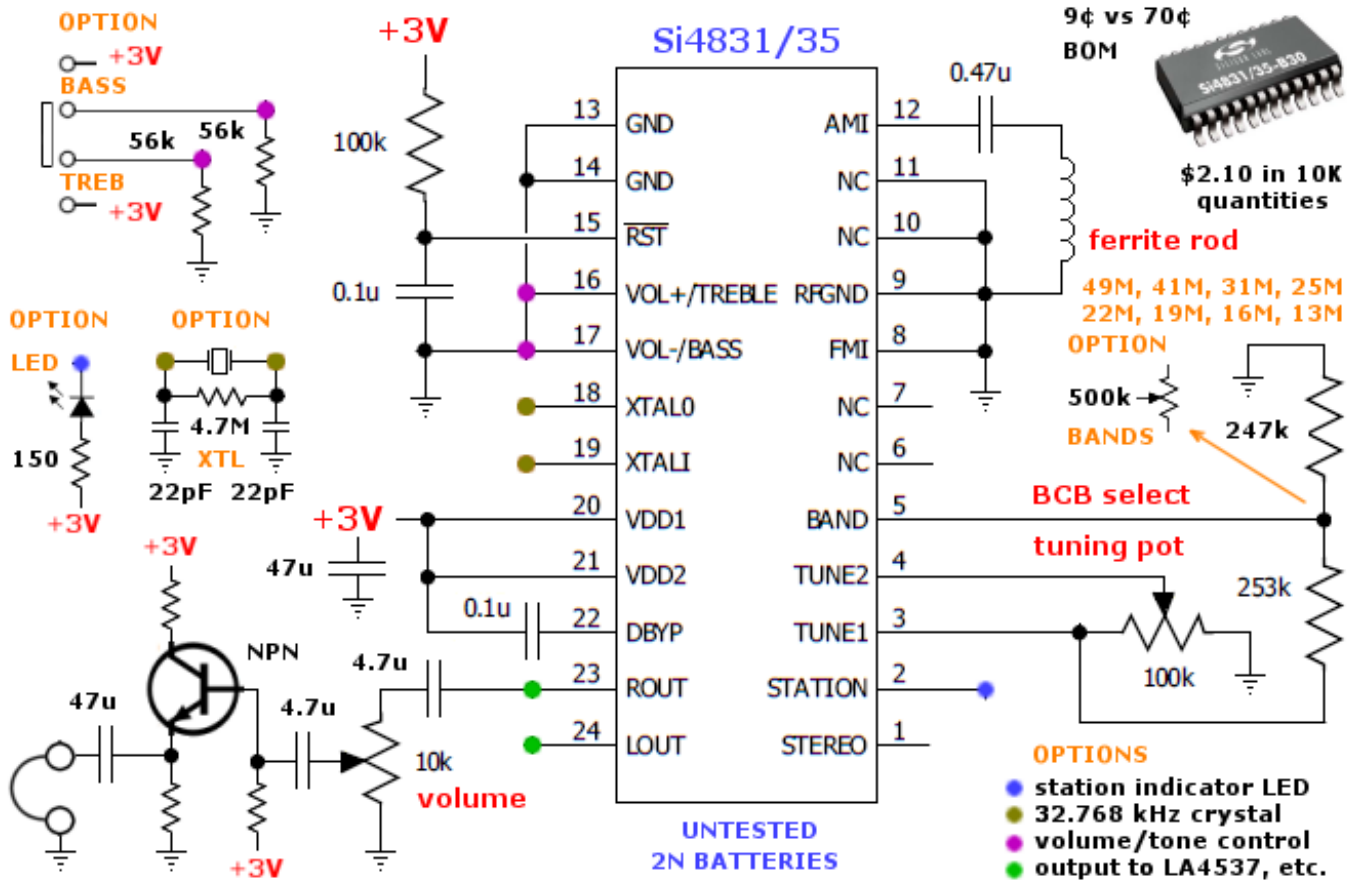 OPTION
+3V
BASS
56k
56k
TREB
+3V
+3V
100k
0.1u
Si4831/35
13 GND
14 GND
15 RST
16 VOL+/TREBLE
17 VOL-/BASS
18 XTAL0
19 XTALI
20 VDD1
21 VDD2
22 DBYP
23 ROUT
24 LOUT
AMI 12
NC 11
NC 10
RFGND 9
FMI 8
NC 7
NC 6
BAND 5
TUNE2 4
TUNE1 3
STATION 2
STEREO 1
0.47u
9¢ vs 70¢
BOM
SILICON LABS
Si4831/35-B30
$2.10 in 10K
quantities
ferrite rod
49M, 41M, 31M, 25M
22M, 19M, 16M, 13M
OPTION
500k
BANDS
247k
BCB select
tuning pot
253k
100k
OPTION
LED
150
+3V
OPTION
4.7M
XTL
22pF 22pF
+3V
47u
0.1u
+3V
NPN
47u
4.7u
4.7u
10k
volume
+3V
UNTESTED
2N BATTERIES
OPTIONS
station indicator LED
32.768 kHz crystal
volume/tone control
output to LA4537, etc.